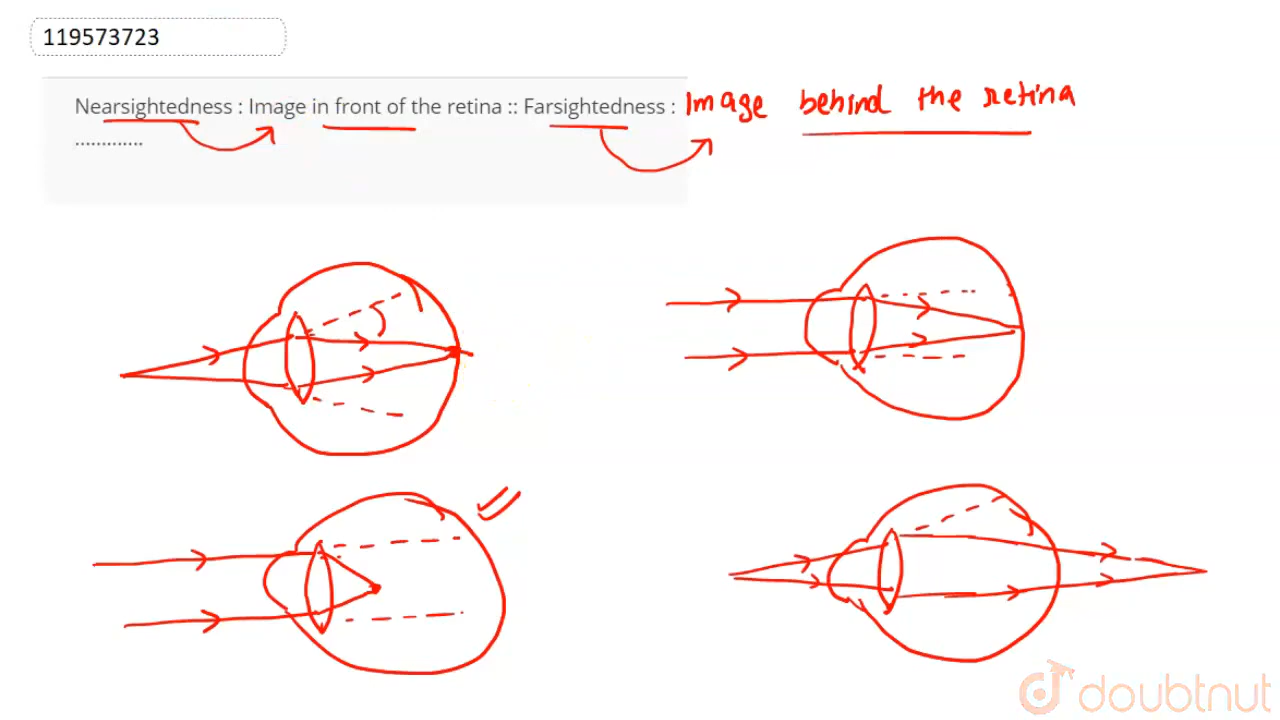 119573723
Nearsightedness : Image in front of the retina :: Farsightedness : Image behind the retina
.............
doubtnut